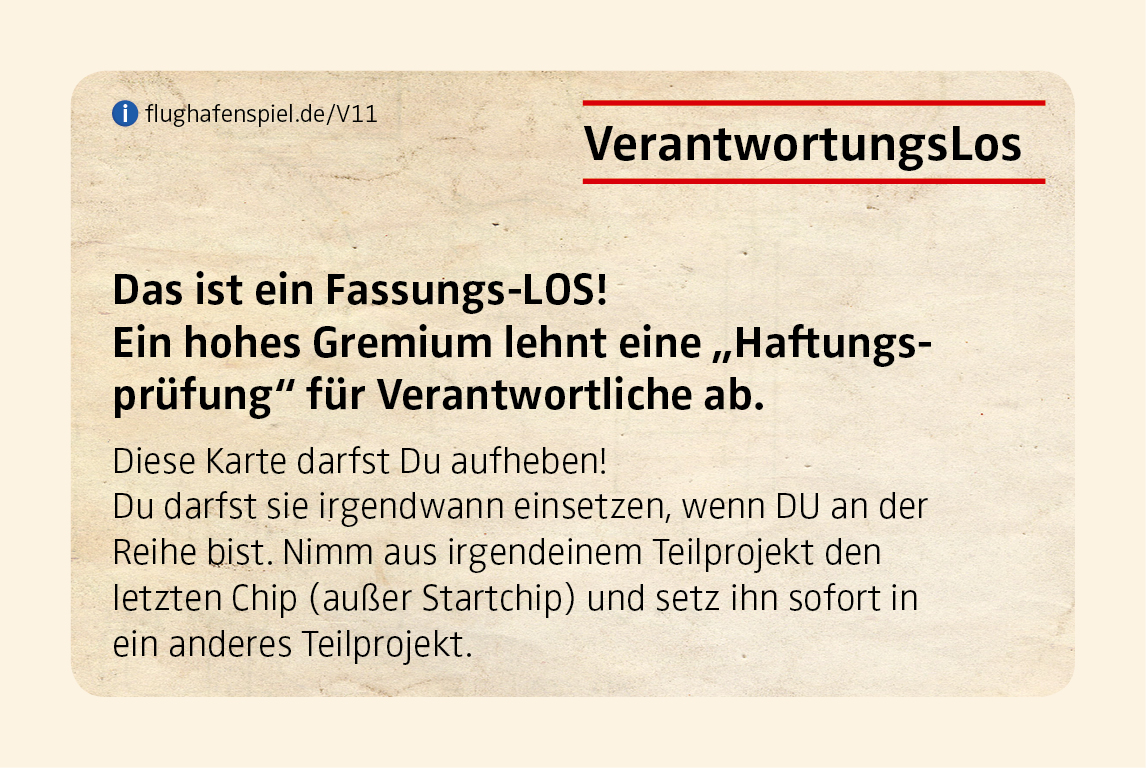 i flughafenspiel.de/V11
VerantwortungsLos
Das ist ein Fassungs-LOS!
Ein hohes Gremium lehnt eine „Haftungs-
prüfung“ für Verantwortliche ab.
Diese Karte darfst Du aufheben!
Du darfst sie irgendwann einsetzen, wenn DU an der
Reihe bist. Nimm aus irgendeinem Teilprojekt den
letzten Chip (außer Startchip) und setz ihn sofort in
ein anderes Teilprojekt.